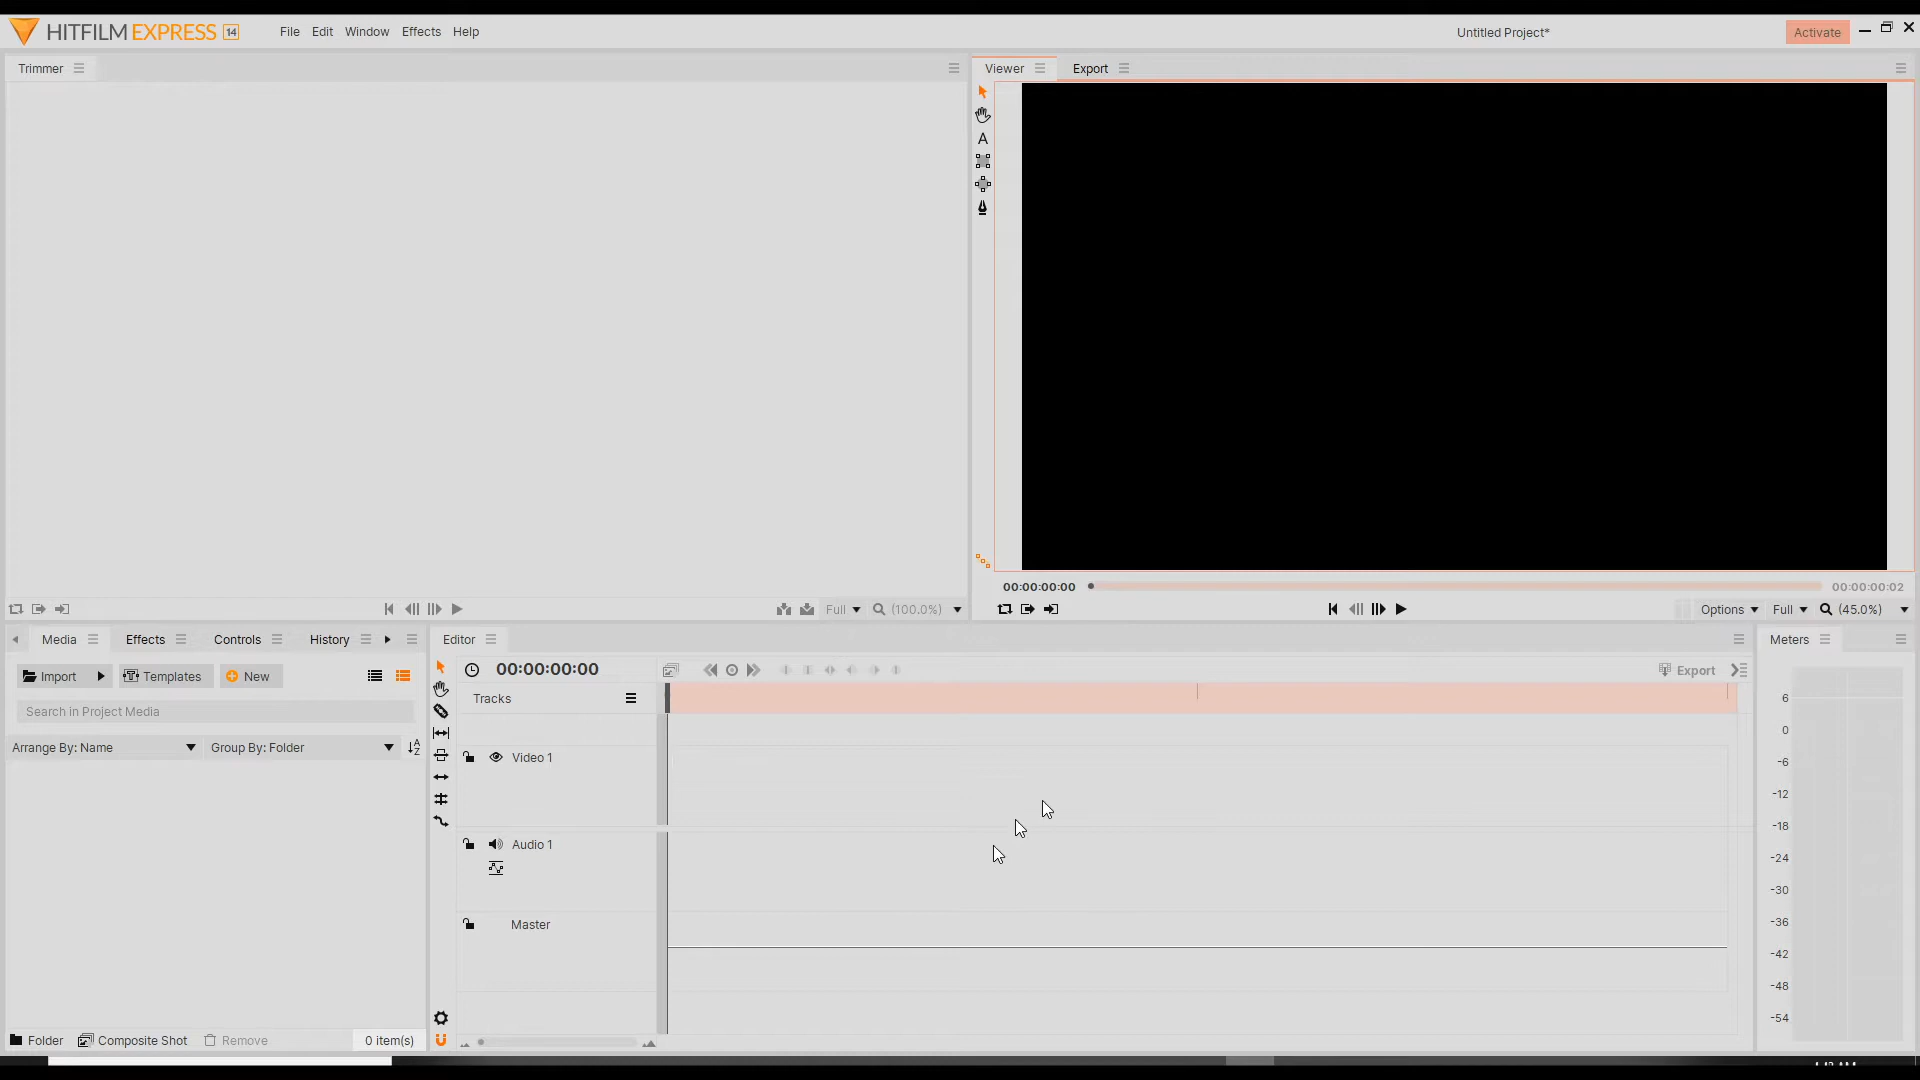 HITFILM EXPRESS 14 File Edit Window Effects Help Untitled Project* Activate
Trimmer Viewer Export
A
00:00:00:00 00:00:00:02
Full (100.0%) Options Full (45.0%)
Media Effects Controls History Editor Meters
Import Templates New 00:00:00:00 Export
Tracks
Search in Project Media
Arrange By: Name Group By: Folder
Video 1
Audio 1
Master
6
0
-6
-12
-18
-24
-30
-36
-42
-48
-54
Folder Composite Shot Remove 0 item(s)